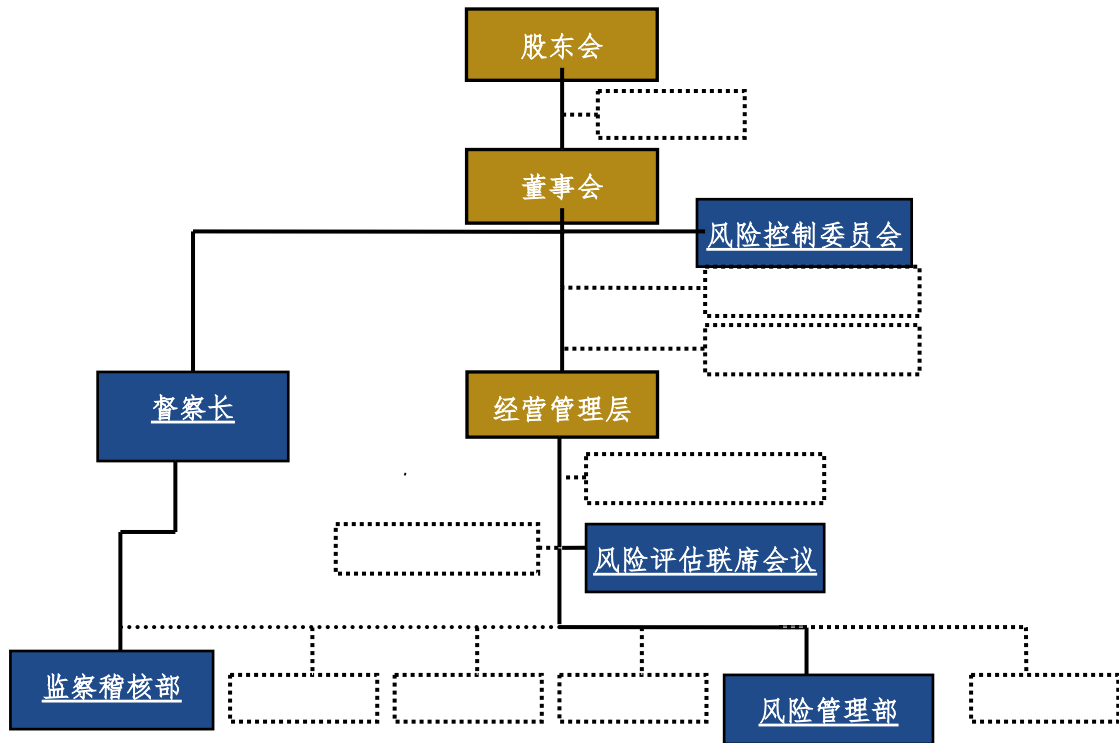 股东会
董事会
风险控制委员会
督察长
经营管理层
风险评估联席会议
监察稽核部
风险管理部